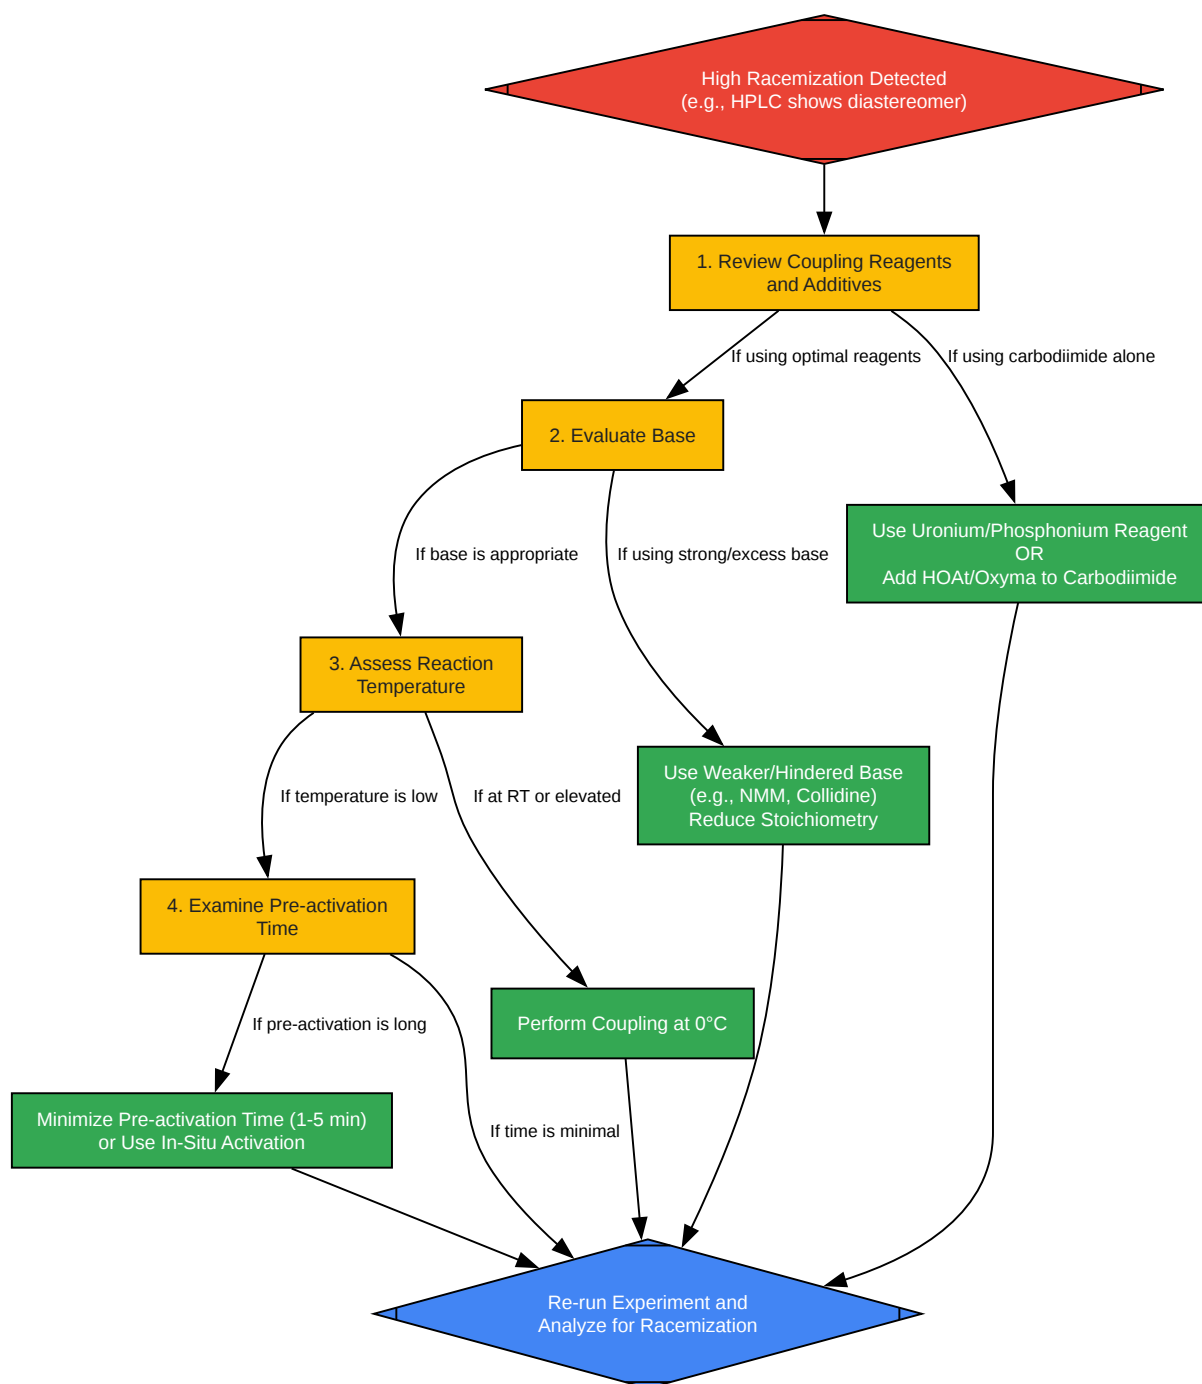 High Racemization Detected
(e.g., HPLC shows diastereomer)
1. Review Coupling Reagents
and Additives
If using optimal reagents
If using carbodiimide alone
2. Evaluate Base
Use Uronium/Phosphonium Reagent
OR
Add HOAt/Oxyma to Carbodiimide
If base is appropriate
If using strong/excess base
3. Assess Reaction
Temperature
Use Weaker/Hindered Base
(e.g., NMM, Collidine)
Reduce Stoichiometry
If temperature is low
If at RT or elevated
4. Examine Pre-activation
Time
Perform Coupling at 0°C
If pre-activation is long
Minimize Pre-activation Time (1-5 min)
or Use In-Situ Activation
If time is minimal
Re-run Experiment and
Analyze for Racemization